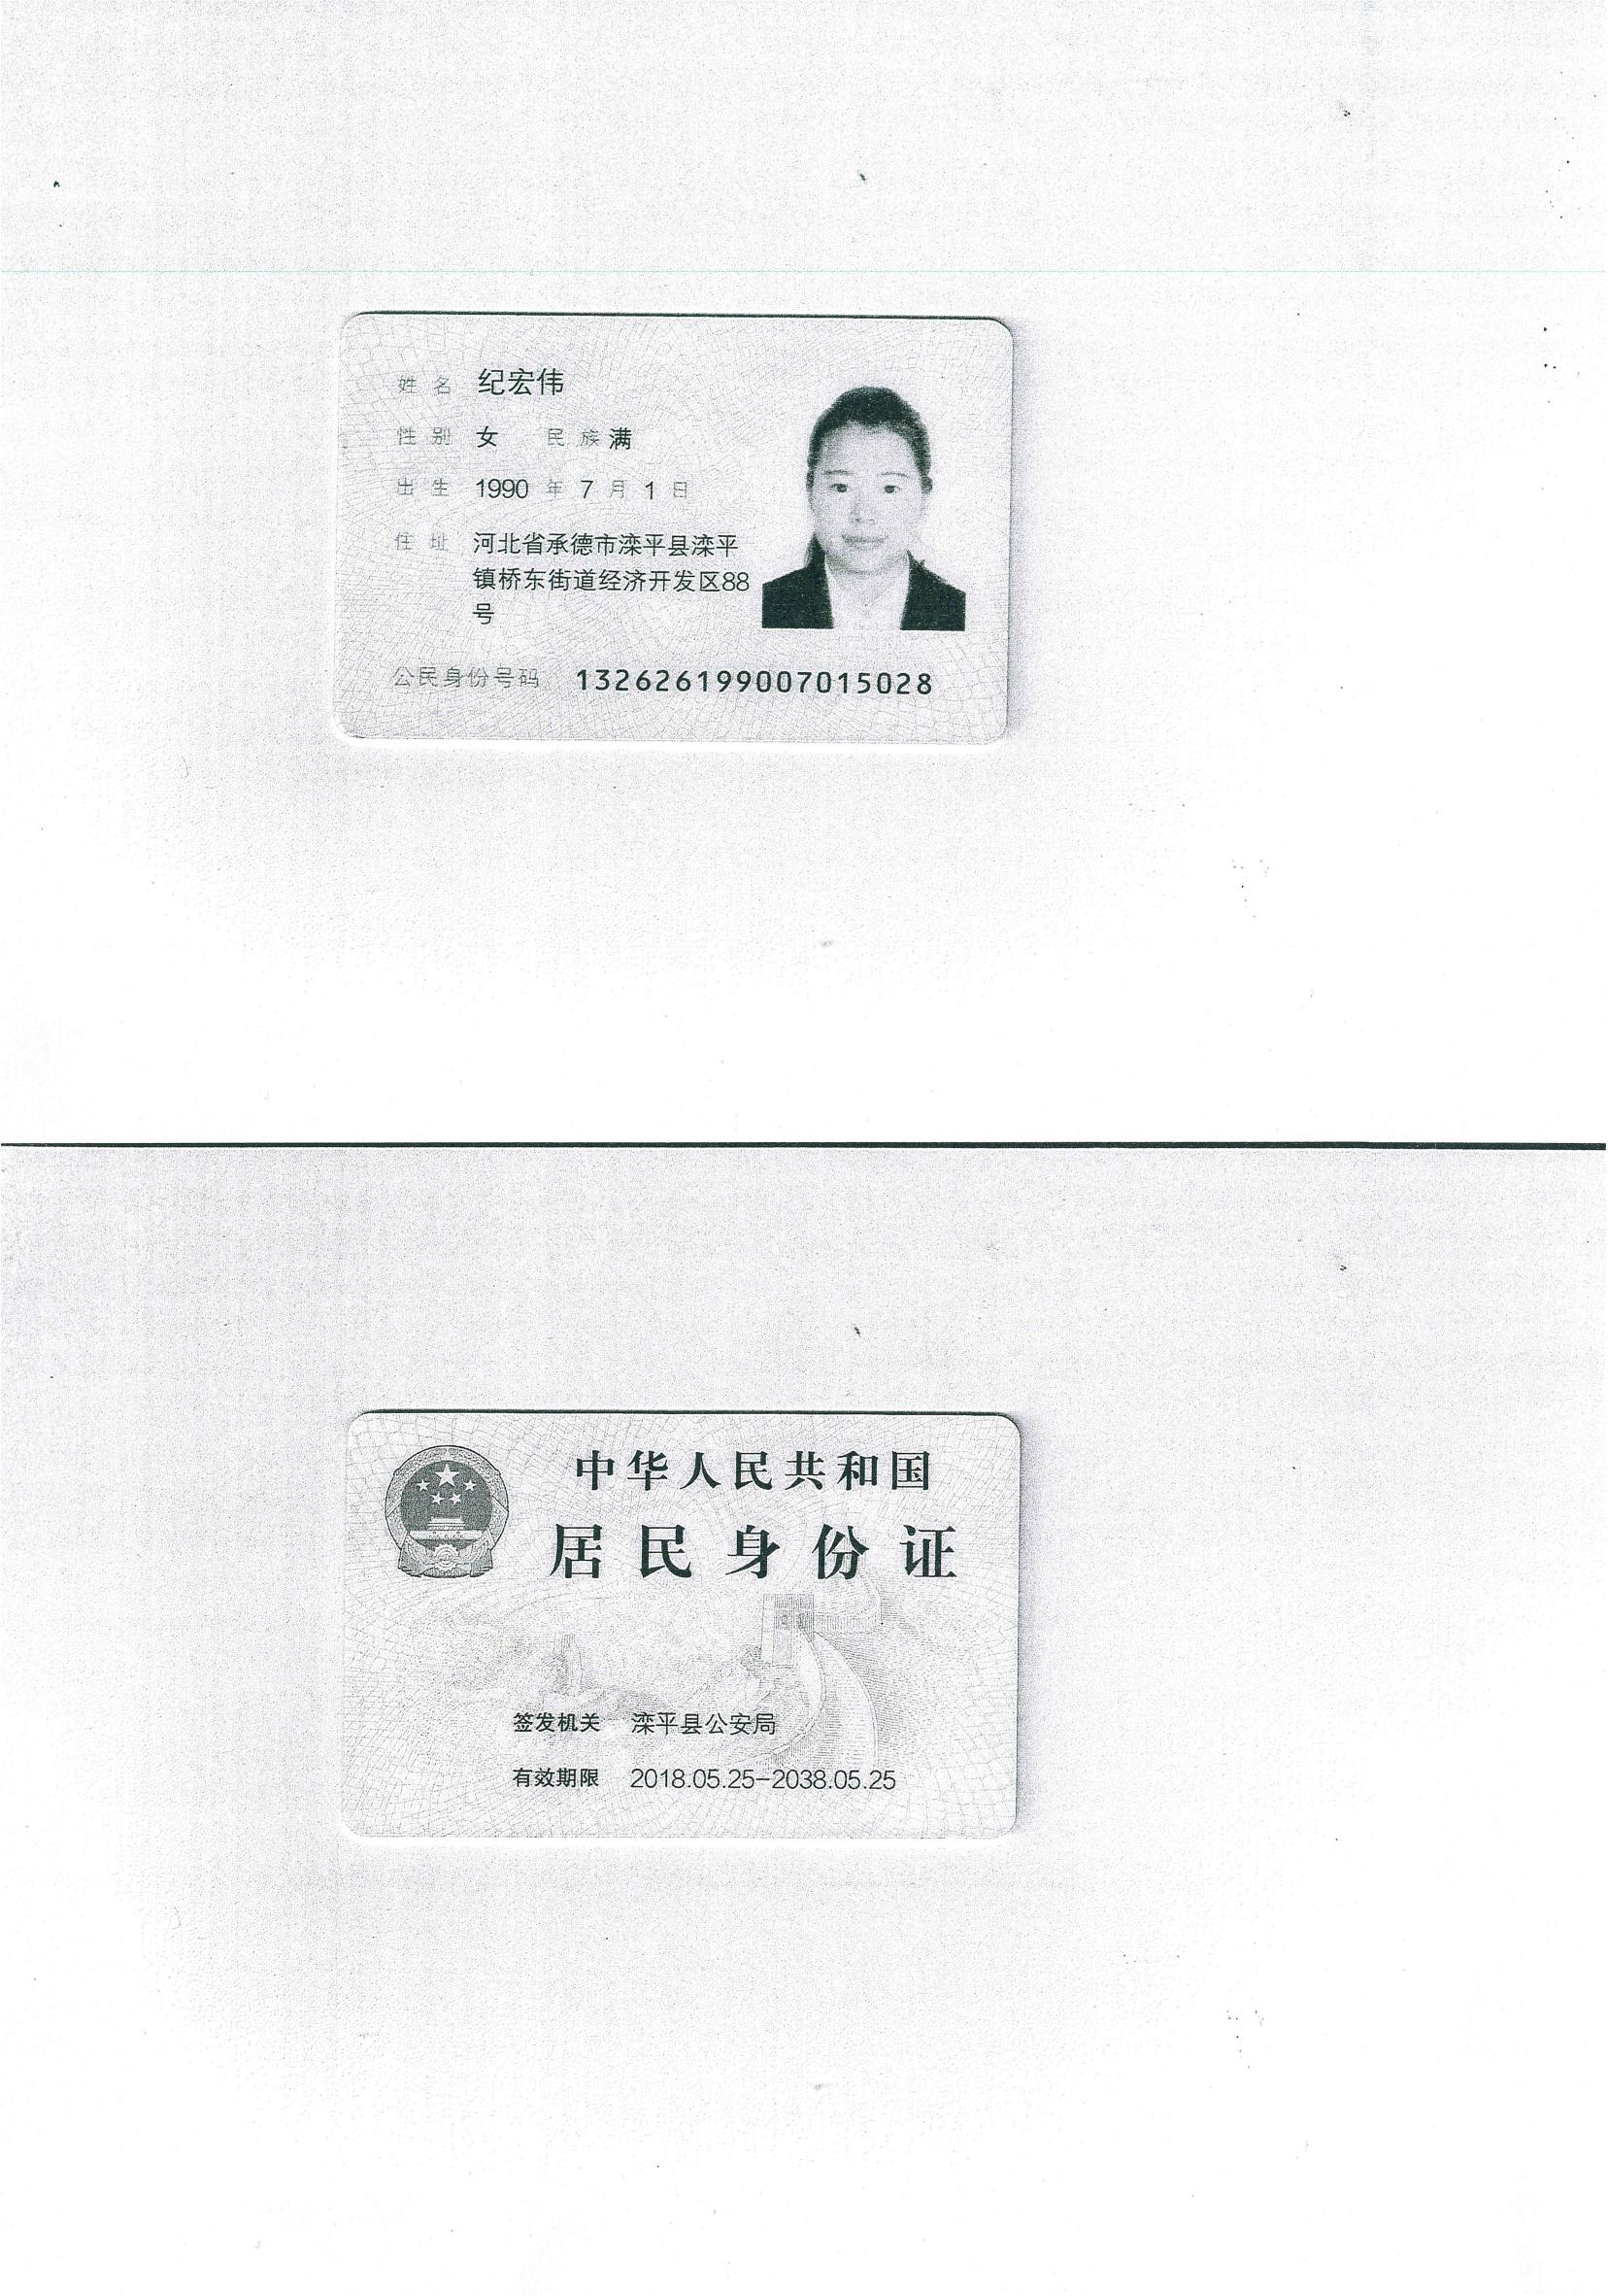 姓名 纪宏伟
性别 女 民族 满
出生 1990 年 7 月 1 日
住址 河北省承德市滦平县滦平
镇桥东街道经济开发区88
号
公民身份号码 132626199007015028
中华人民共和国
居民身份证
签发机关 滦平县公安局
有效期限 2018.05.25-2038.05.25